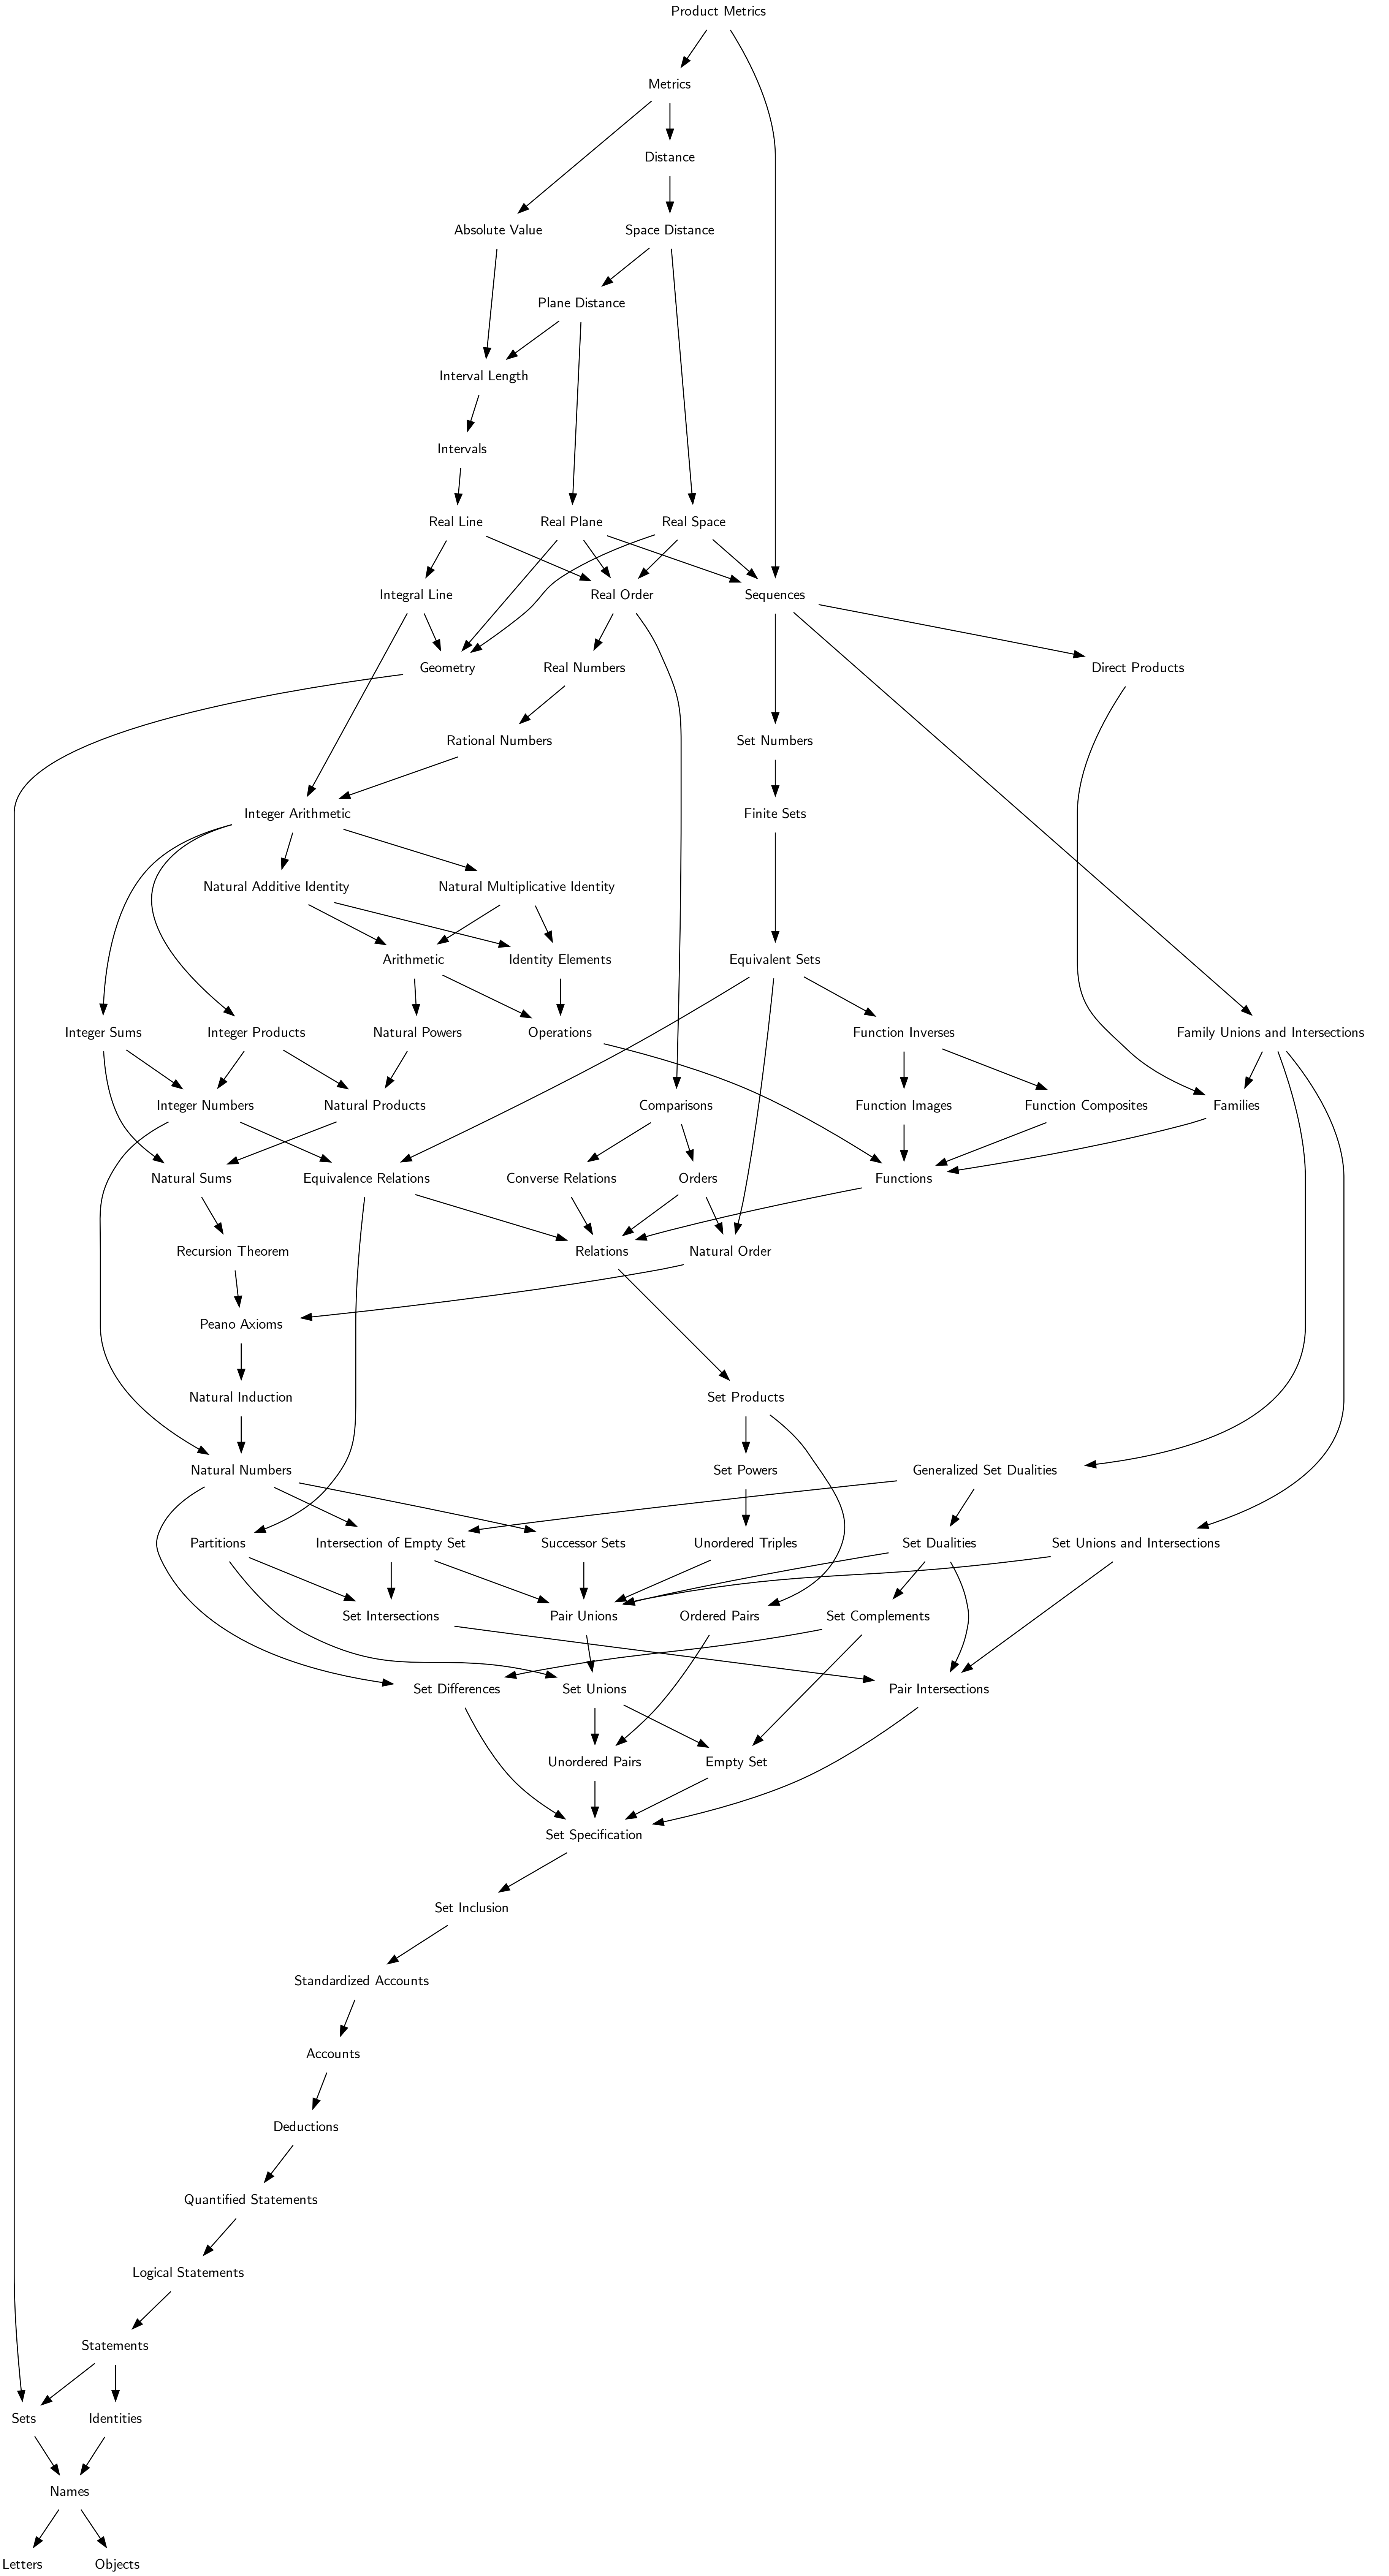 Product Metrics
Metrics
Distance
Absolute Value
Space Distance
Plane Distance
Interval Length
Intervals
Real Line
Real Plane
Real Space
Integral Line
Real Order
Sequences
Geometry
Real Numbers
Direct Products
Rational Numbers
Set Numbers
Integer Arithmetic
Finite Sets
Natural Additive Identity
Natural Multiplicative Identity
Arithmetic
Identity Elements
Equivalent Sets
Integer Sums
Integer Products
Natural Powers
Operations
Function Inverses
Family Unions and Intersections
Integer Numbers
Natural Products
Comparisons
Function Images
Function Composites
Families
Natural Sums
Equivalence Relations
Converse Relations
Orders
Functions
Recursion Theorem
Relations
Natural Order
Peano Axioms
Natural Induction
Set Products
Natural Numbers
Set Powers
Generalized Set Dualities
Partitions
Intersection of Empty Set
Successor Sets
Unordered Triples
Set Dualities
Set Unions and Intersections
Set Intersections
Pair Unions
Ordered Pairs
Set Complements
Set Differences
Set Unions
Pair Intersections
Unordered Pairs
Empty Set
Set Specification
Set Inclusion
Standardized Accounts
Accounts
Deductions
Quantified Statements
Logical Statements
Statements
Sets
Identities
Names
Letters
Objects